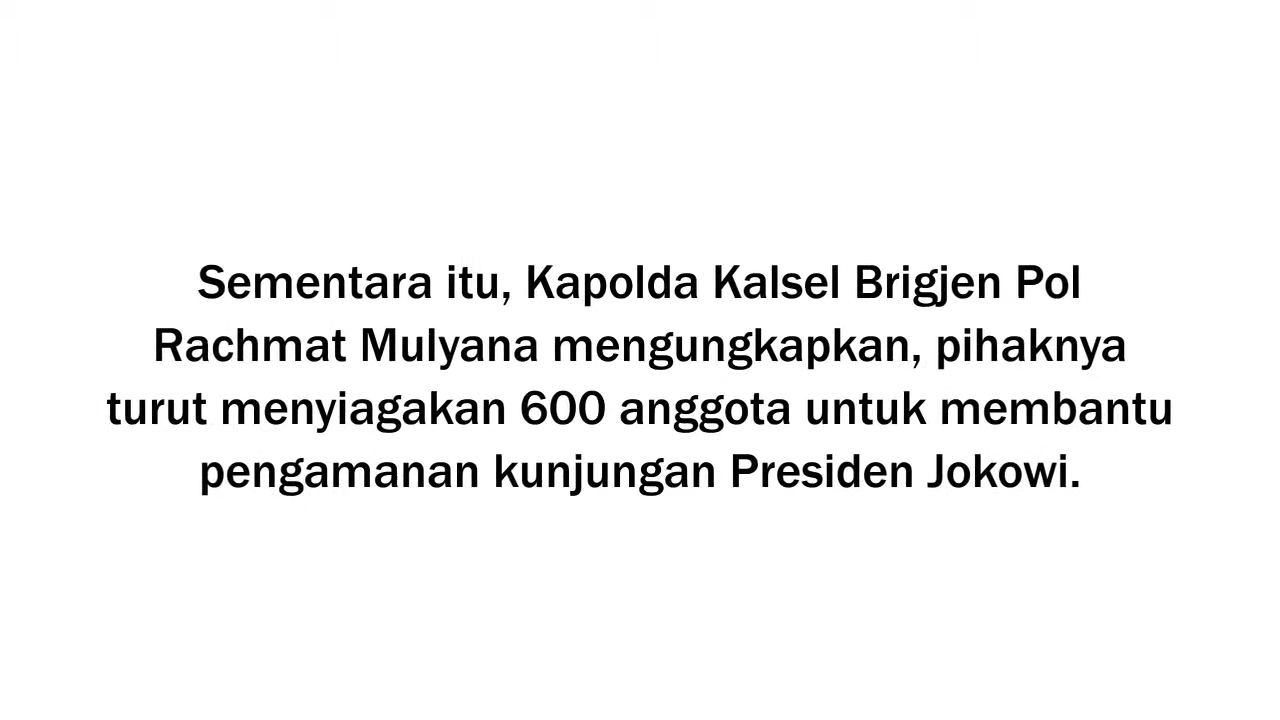 Sementara itu, Kapolda Kalsel Brigjen Pol
Rachmat Mulyana mengungkapkan, pihaknya
turut menyiagakan 600 anggota untuk membantu
pengamanan kunjungan Presiden Jokowi.